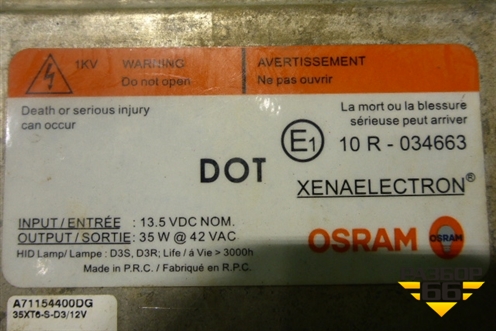 1KV
WARNING
Do not open
AVERTISSEMENT
Ne pas ouvrir
Death or serious injury
can occur
La mort ou la blessure
sérieuse peut arriver
E1 10 R - 034663
DOT
XENAELECTRON®
INPUT / ENTRÉE : 13.5 VDC NOM.
OUTPUT / SORTIE: 35 W @ 42 VAC
HID Lamp/ Lampe : D3S, D3R; Life / á Vie > 3000h
Made in P.R.C. / Fabriqué en R.P.C.
OSRAM
OSRAM
A71154400DG
35XT6-S-D3/12V
66